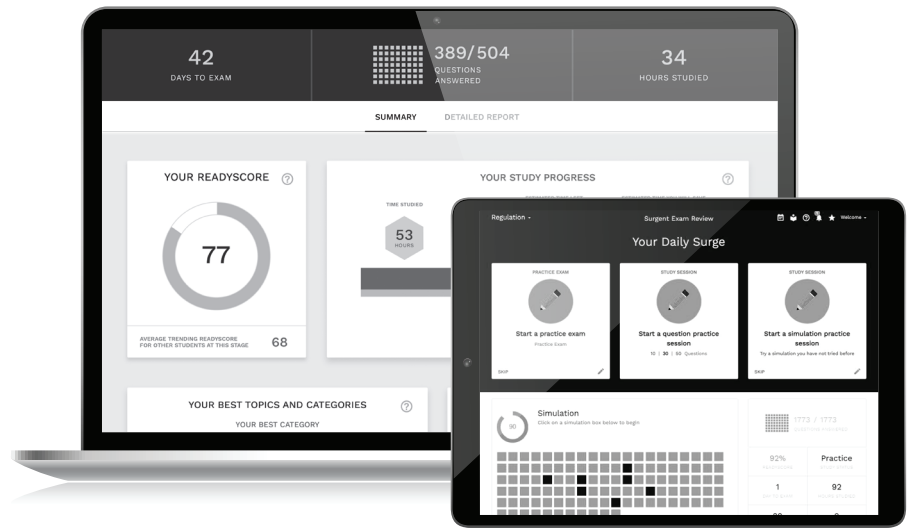 42
DAYS TO EXAM
389/504
QUESTIONS
ANSWERED
34
HOURS STUDIED
SUMMARY
DETAILED REPORT
YOUR READYSCORE
77
AVERAGE TRENDING READYSCORE
FOR OTHER STUDENTS AT THIS STAGE
68
YOUR STUDY PROGRESS
TIME STUDIED
53
HOURS
YOUR BEST TOPICS AND CATEGORIES
YOUR BEST CATEGORY
Regulation
Surgent Exam Review
Welcome
Your Daily Surge
PRACTICE EXAM
Start a practice exam
Practice Exam
SKIP
STUDY SESSION
Start a question practice
session
10 | 30 | 50 Questions
STUDY SESSION
Start a simulation practice
session
Try a simulation you have not tried before
SKIP
90
Simulation
Click on a simulation box below to begin
1773 / 1773
QUESTIONS ANSWERED
92%
Practice
1
92
HOURS STUDIED